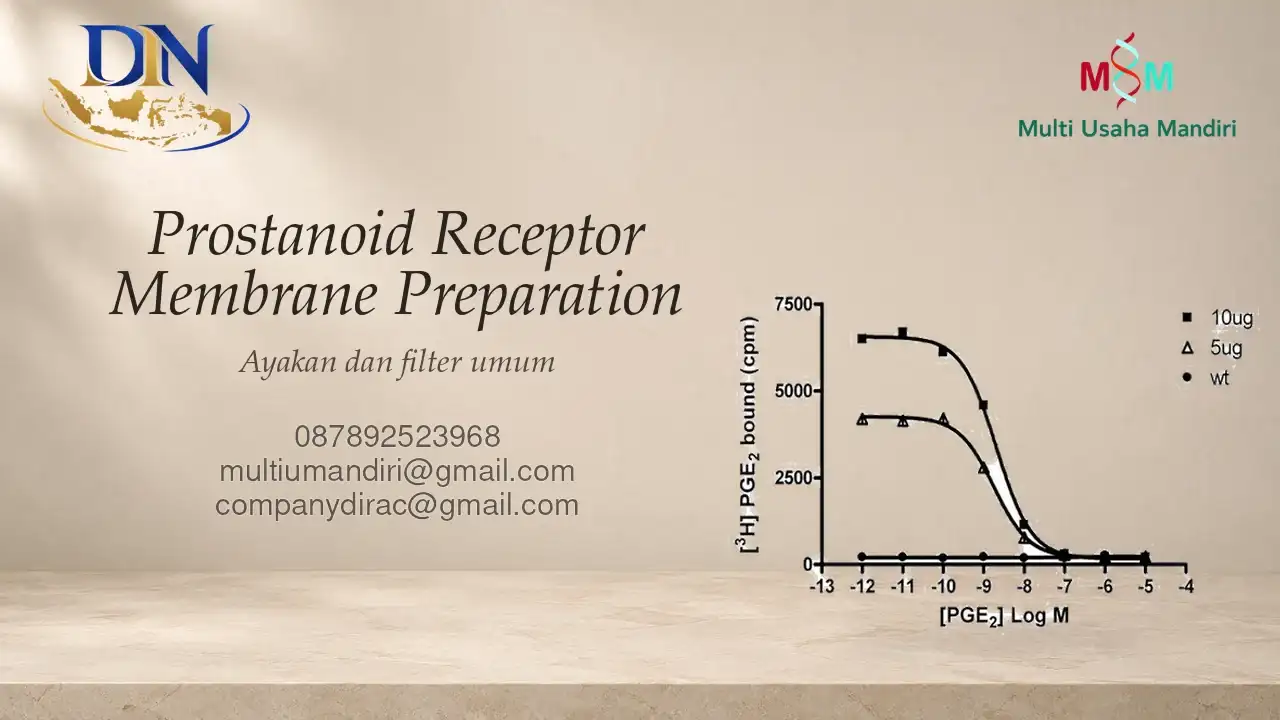 DIN
M M
Multi Usaha Mandiri
Prostanoid Receptor
Membrane Preparation
Ayakan dan filter umum
087892523968
multiumandiri@gmail.com
companydirac@gmail.com
[³H] PGE₂ bound (cpm)
7500
5000
2500
0
-13 -12 -11 -10 -9 -8 -7 -6 -5 -4
[PGE₂] Log M
10ug
5ug
wt